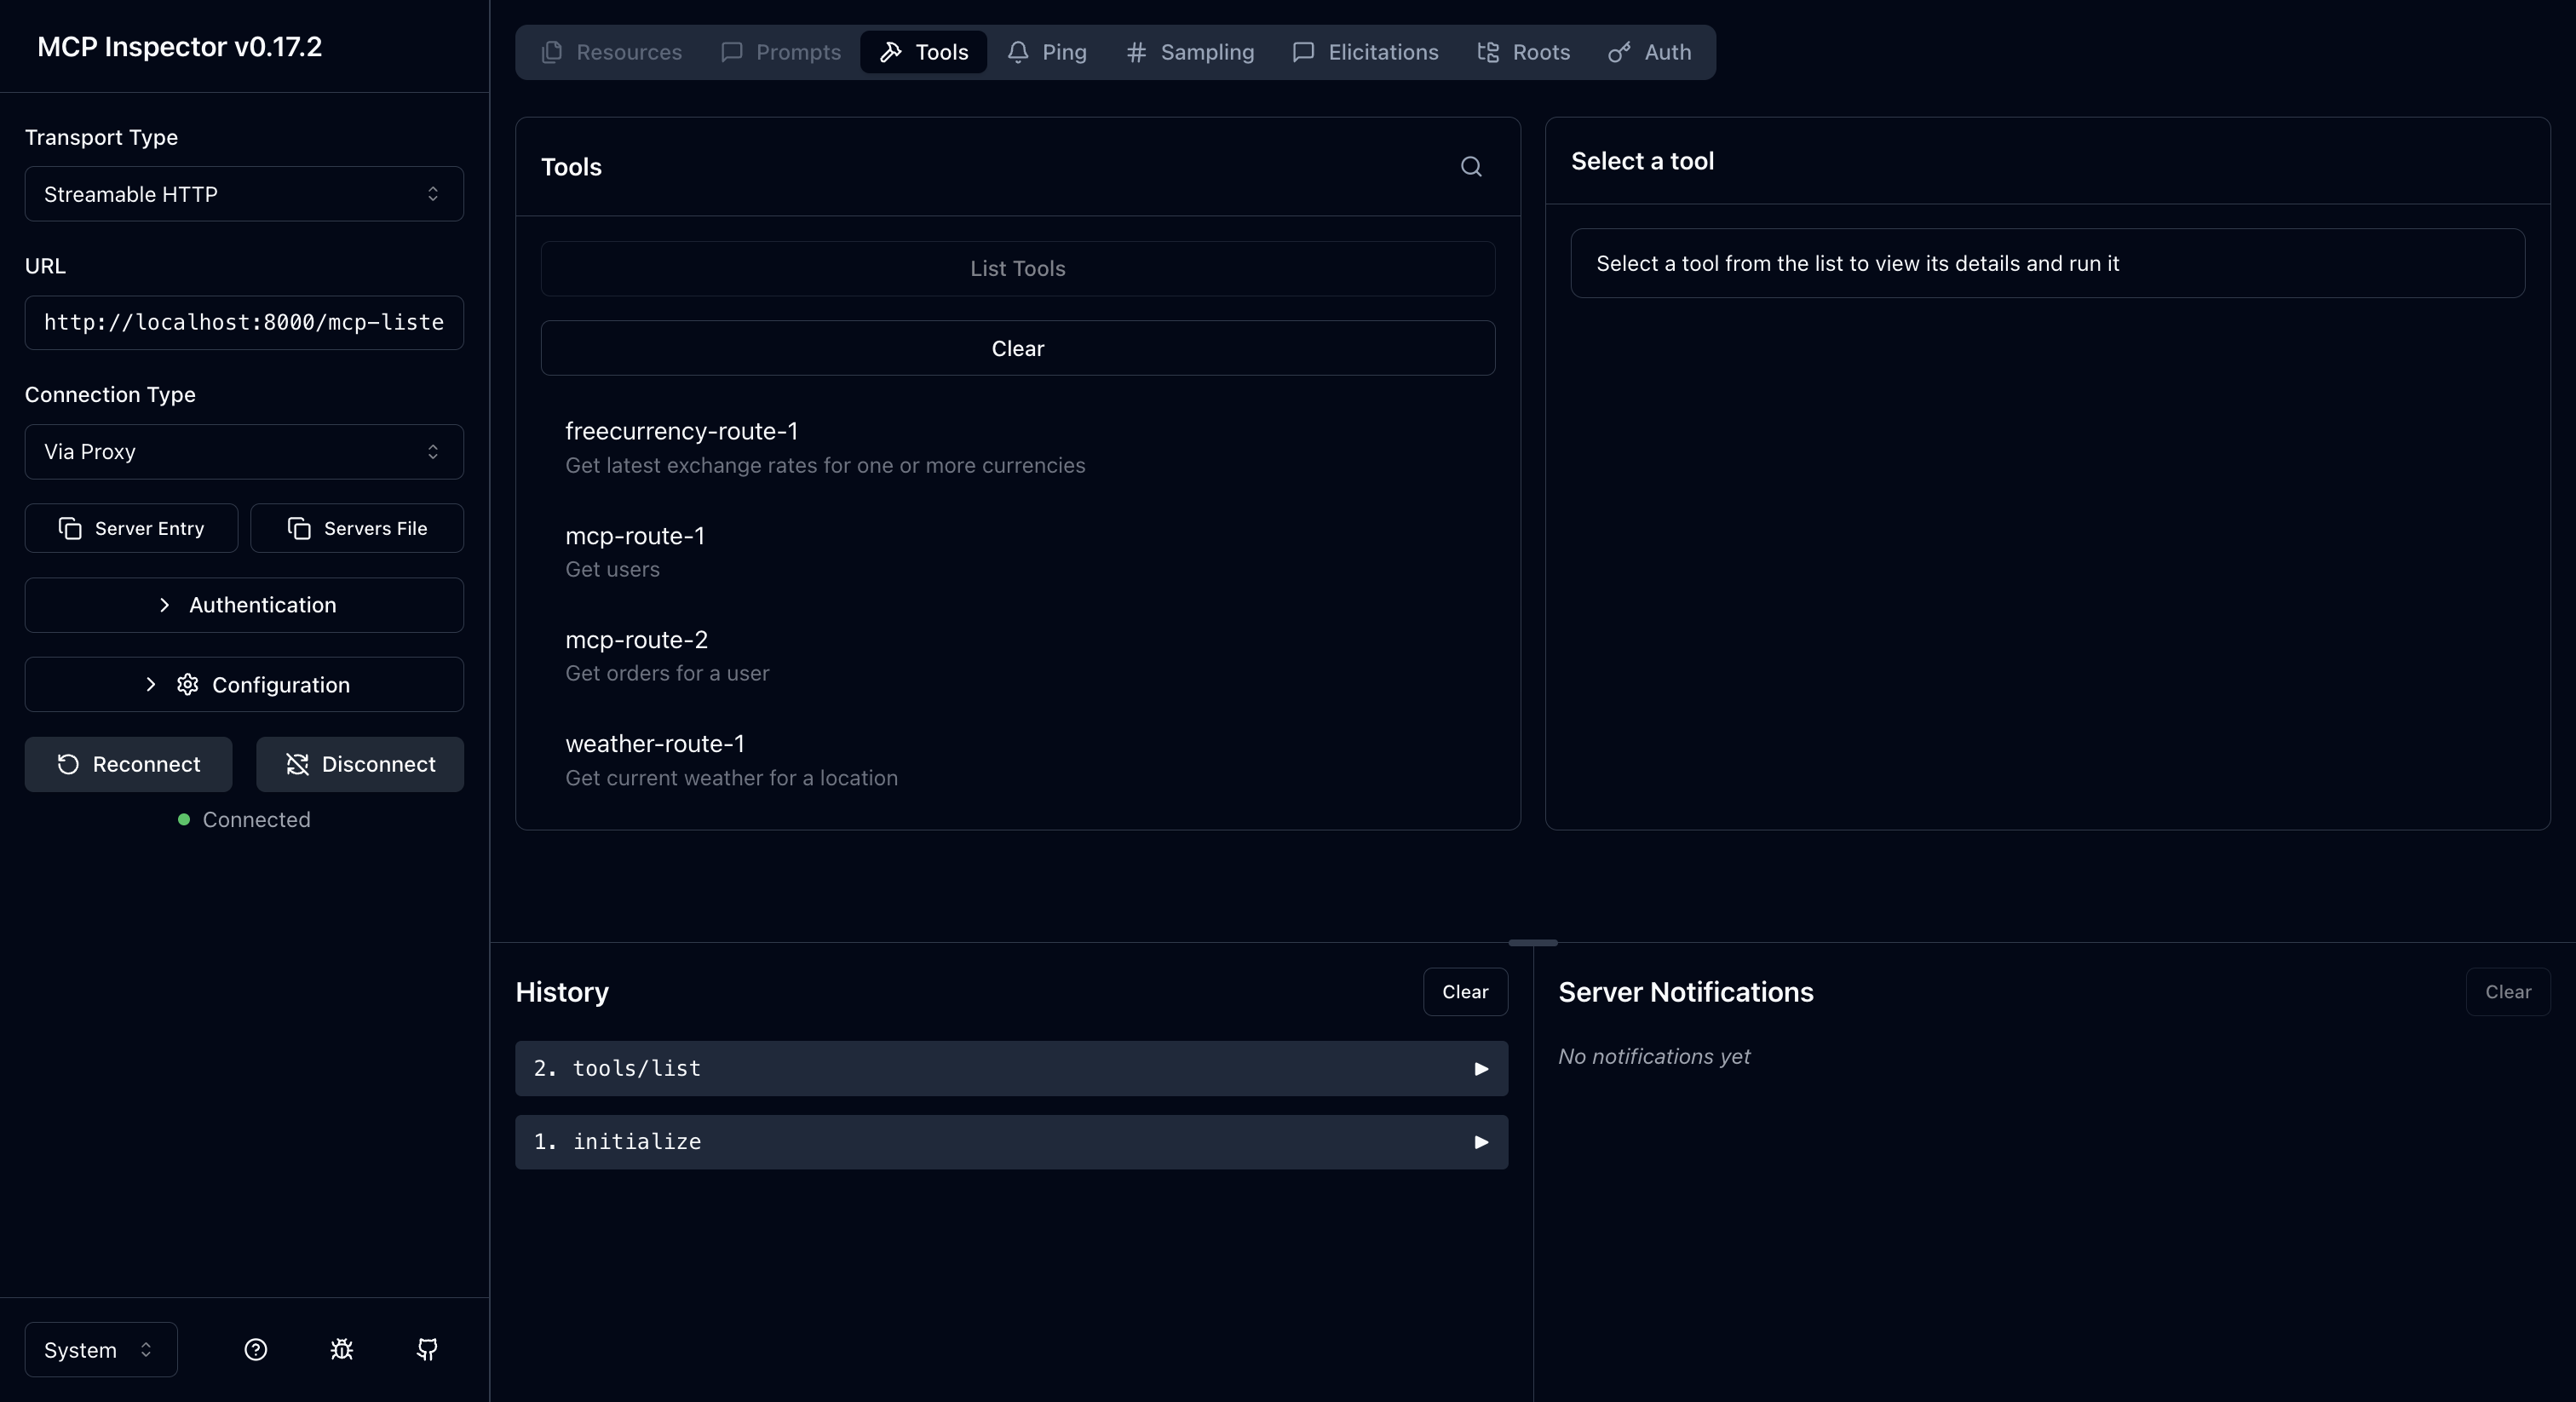 MCP Inspector v0.17.2
Transport Type
Streamable HTTP
URL
http://localhost:8000/mcp-liste
Connection Type
Via Proxy
Server Entry
Servers File
Authentication
Configuration
Reconnect
Disconnect
Connected
System
Resources
Prompts
Tools
Ping
Sampling
Elicitations
Roots
Auth
Tools
List Tools
Clear
freecurrency-route-1
Get latest exchange rates for one or more currencies
mcp-route-1
Get users
mcp-route-2
Get orders for a user
weather-route-1
Get current weather for a location
Select a tool
Select a tool from the list to view its details and run it
History
Clear
2. tools/list
1. initialize
Server Notifications
Clear
No notifications yet